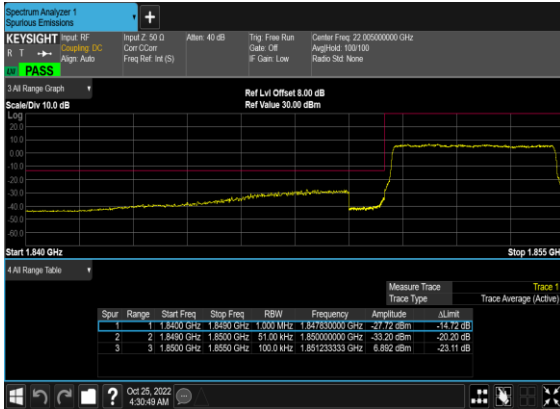 Spectrum Analyzer 1
Spurious Emissions
+
KEYSIGHT
R T
PASS
Input: RF
Coupling: DC
Align: Auto
Input Z: 50 Ω
Corr CCorr
Freq Ref: Int (S)
Atten: 40 dB
Trig: Free Run
Gate: Off
IF Gain: Low
Center Freq: 22.005000000 GHz
Avg|Hold: 100/100
Radio Std: None
3 All Range Graph
Scale/Div 10.0 dB
Ref Lvl Offset 8.00 dB
Ref Value 30.00 dBm
Log
20.0
10.0
0.00
-10.0
-20.0
-30.0
-40.0
-50.0
-60.0
Start 1.840 GHz
Stop 1.855 GH
4 All Range Table
Measure Trace Trace 1
Trace Type Trace Average (Active)
Spur Range Start Freq Stop Freq RBW Frequency Amplitude ΔLimit
1 1 1.8400 GHz 1.8490 GHz 1.000 MHz 1.847830000 GHz -27.72 dBm -14.72 dB
2 2 1.8490 GHz 1.8500 GHz 51.00 kHz 1.850000000 GHz -33.20 dBm -20.20 dB
3 3 1.8500 GHz 1.8550 GHz 100.0 kHz 1.851233333 GHz 6.892 dBm -23.11 dB
?
Oct 25, 2022
4:30:49 AM